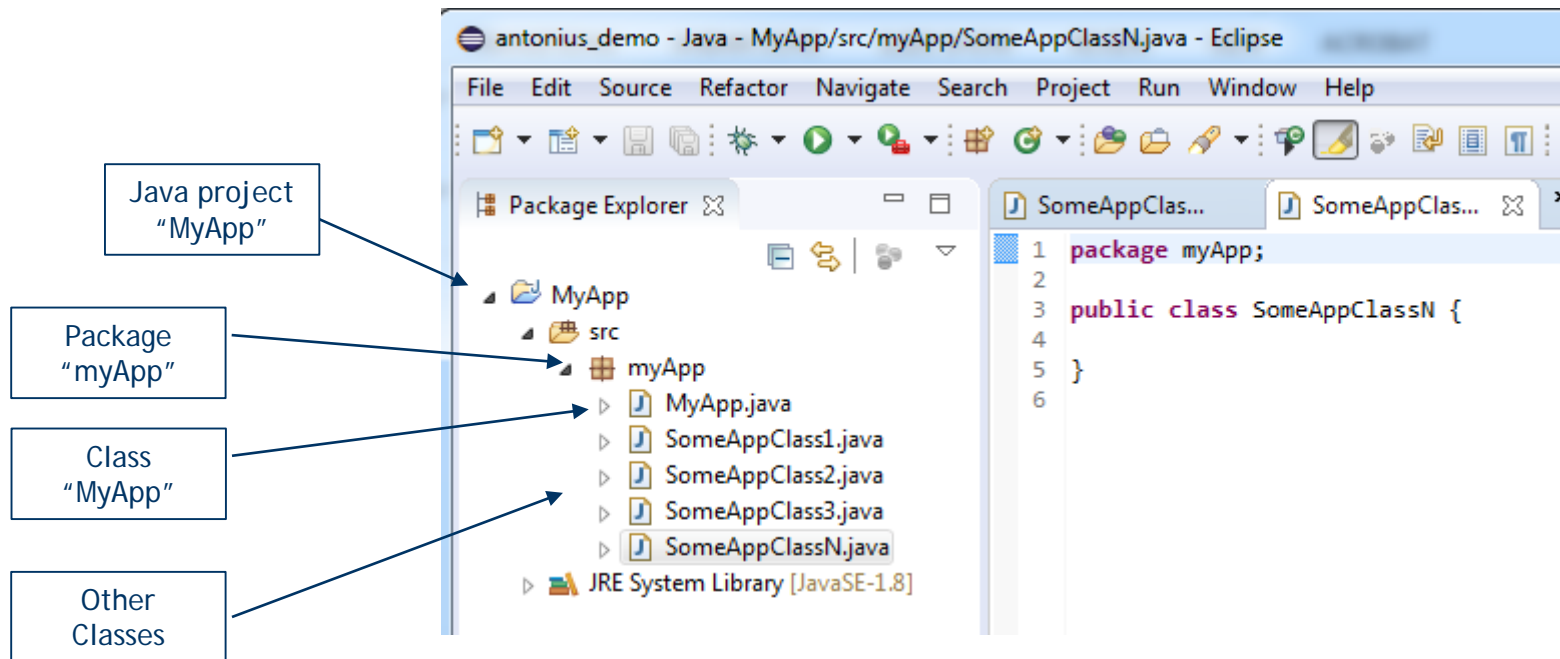 antonius_demo - Java - MyApp/src/myApp/SomeAppClassN.java - Eclipse
File Edit Source Refactor Navigate Search Project Run Window Help
Java project
“MyApp”
Package
“myApp”
Class
“MyApp”
Other
Classes
Package Explorer
MyApp
src
myApp
MyApp.java
SomeAppClass1.java
SomeAppClass2.java
SomeAppClass3.java
SomeAppClassN.java
JRE System Library [JavaSE-1.8]
SomeAppClas... SomeAppClas...
1 package myApp;
2
3 public class SomeAppClassN {
4
5 }
6